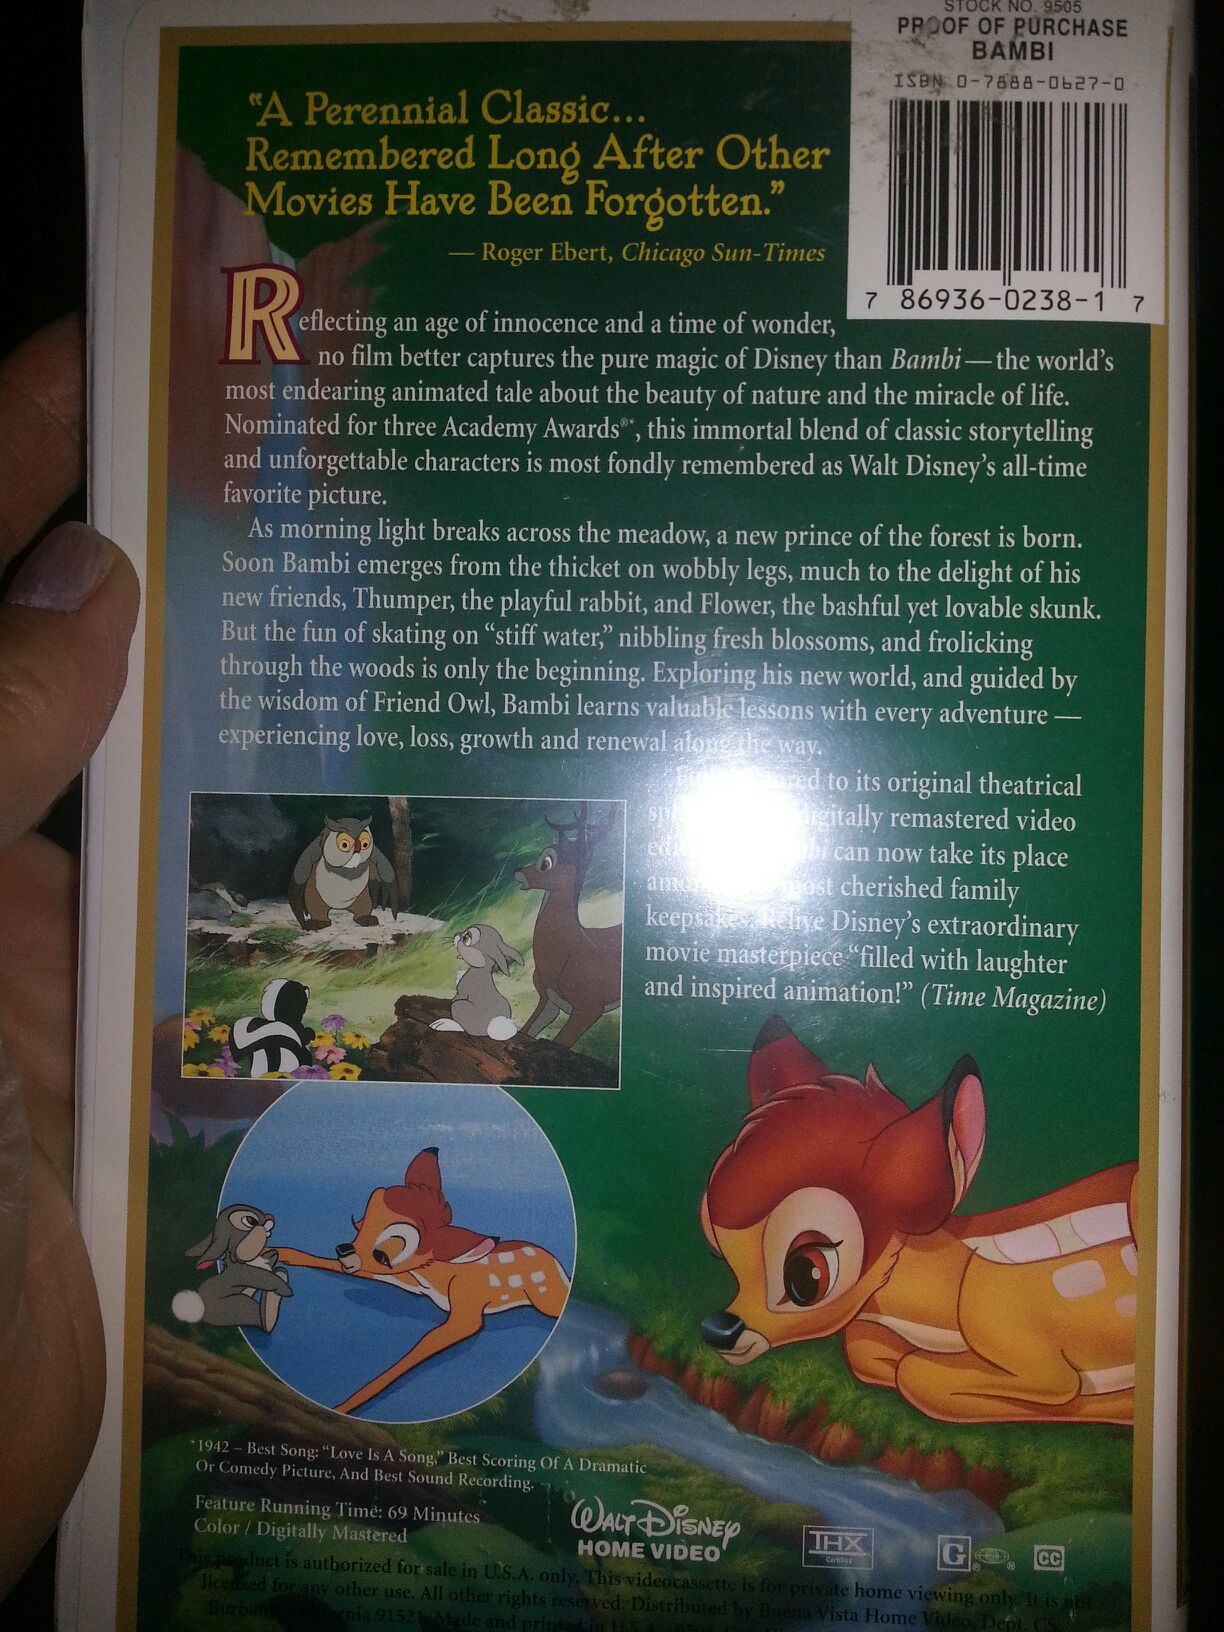 STOCK NO. 9505
PROOF OF PURCHASE
BAMBI
ISBN 0-7888-0627-0
7 86936-0238-1 7
“A Perennial Classic...
Remembered Long After Other
Movies Have Been Forgotten.”
— Roger Ebert, Chicago Sun-Times
Reflecting an age of innocence and a time of wonder,
no film better captures the pure magic of Disney than Bambi — the world's
most endearing animated tale about the beauty of nature and the miracle of life.
Nominated for three Academy Awards®*, this immortal blend of classic storytelling
and unforgettable characters is most fondly remembered as Walt Disney's all-time
favorite picture.
As morning light breaks across the meadow, a new prince of the forest is born.
Soon Bambi emerges from the thicket on wobbly legs, much to the delight of his
new friends, Thumper, the playful rabbit, and Flower, the bashful yet lovable skunk.
But the fun of skating on “stiff water,” nibbling fresh blossoms, and frolicking
through the woods is only the beginning. Exploring his new world, and guided by
the wisdom of Friend Owl, Bambi learns valuable lessons with every adventure —
experiencing love, loss, growth and renewal along the way.
to its original theatrical
digitally remastered video
can now take its place
most cherished family
keepsakes. Relive Disney's extraordinary
movie masterpiece “filled with laughter
and inspired animation!” (Time Magazine)
*1942 – Best Song: “Love Is A Song,” Best Scoring Of A Dramatic
Or Comedy Picture, And Best Sound Recording.
Feature Running Time: 69 Minutes
Color / Digitally Mastered
WALT DISNEY
HOME VIDEO
THX
Certified
G
CC
This product is authorized for sale in U.S.A. only. This videocassette is for private home viewing only. It is not
licensed for any other use. All other rights reserved. Distributed by Buena Vista Home Video, Dept. CS,
Burbank, California 91521. Made and printed in U.S.A.